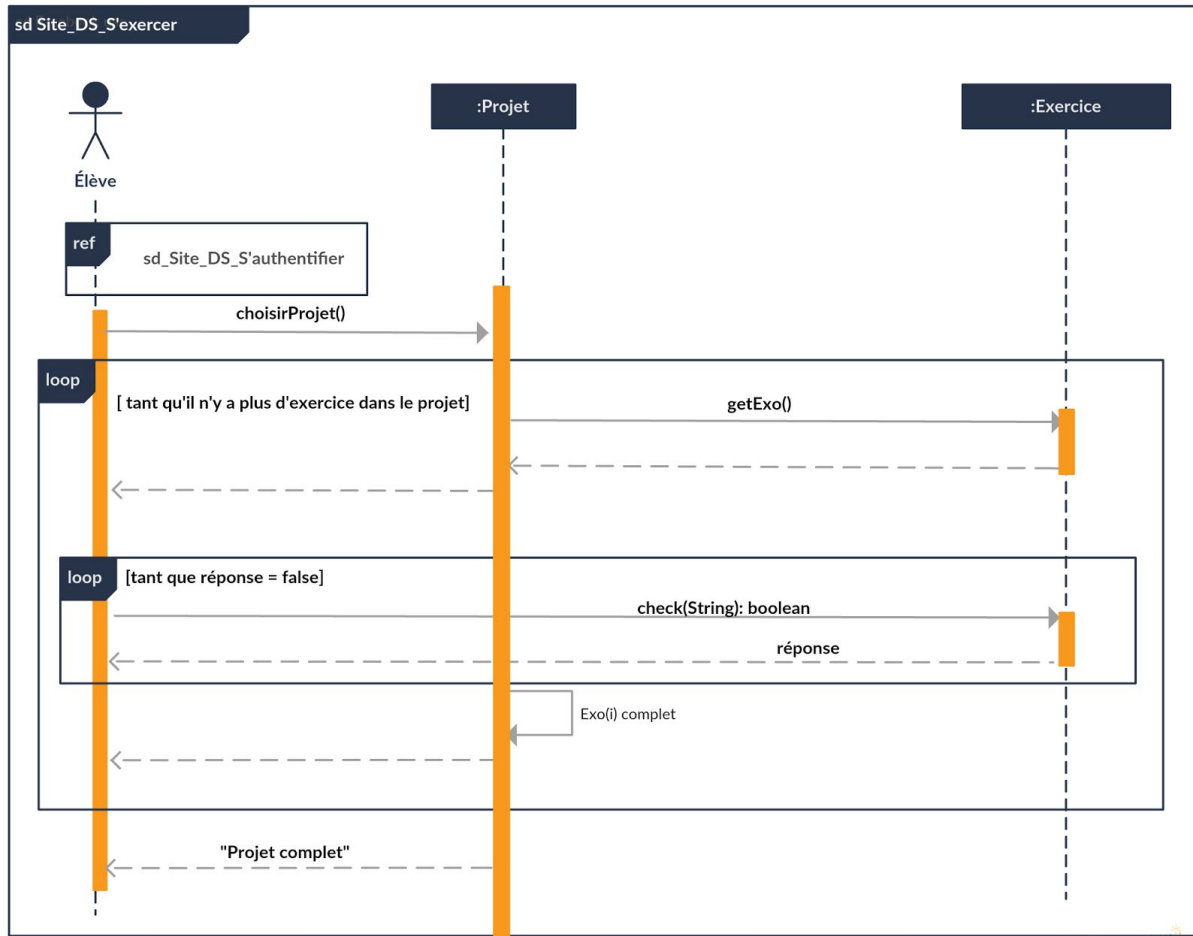 sd Site_DS_S'exercer
:Projet
:Exercice
Élève
ref
sd_Site_DS_S'authentifier
choisirProjet()
loop
[ tant qu'il n'y a plus d'exercice dans le projet]
getExo()
loop
[tant que réponse = false]
check(String): boolean
réponse
Exo(i) complet
"Projet complet"